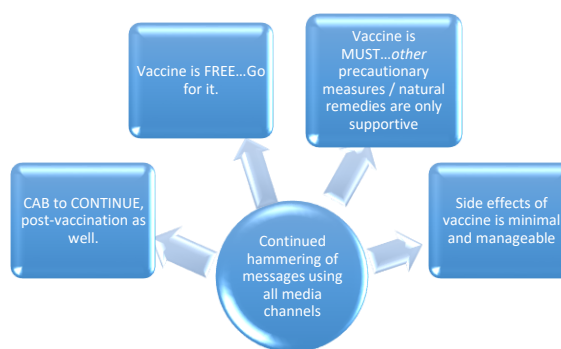 Vaccine is FREE...Go
for it.
Vaccine is
MUST...other
precautionary
measures / natural
remedies are only
supportive
CAB to CONTINUE,
post-vaccination as
well.
Side effects of
vaccine is minimal
and manageable
Continued
hammering of
messages using
all media
channels